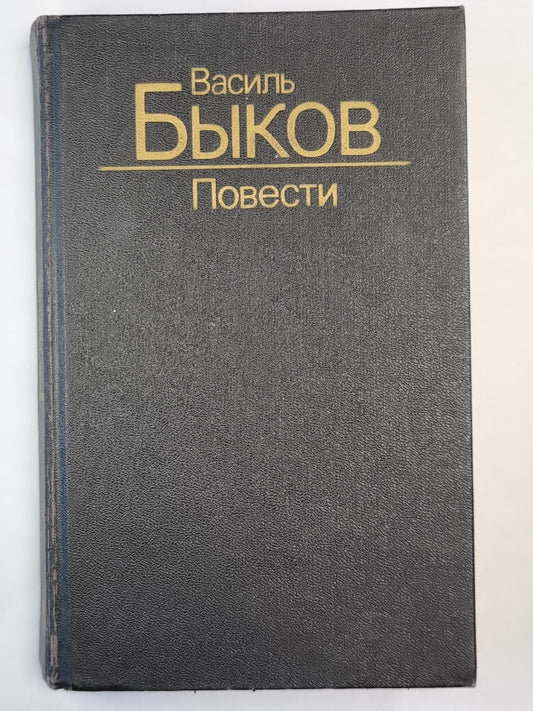 Василь
Быков
Повести